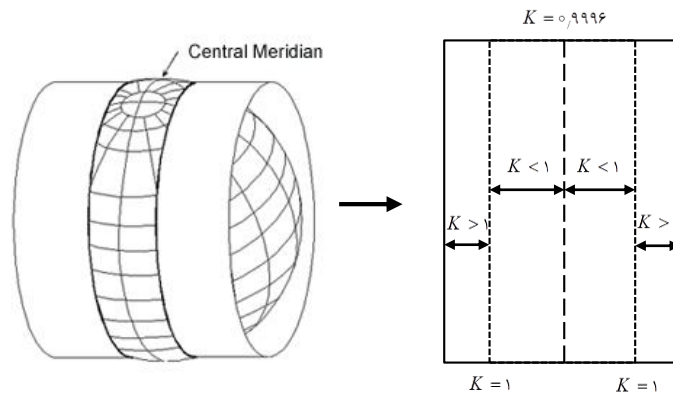 K = ۰٫۹۹۹۶
Central Meridian
K < ۱
K < ۱
K > ۱
K >
K = ۱
K = ۱